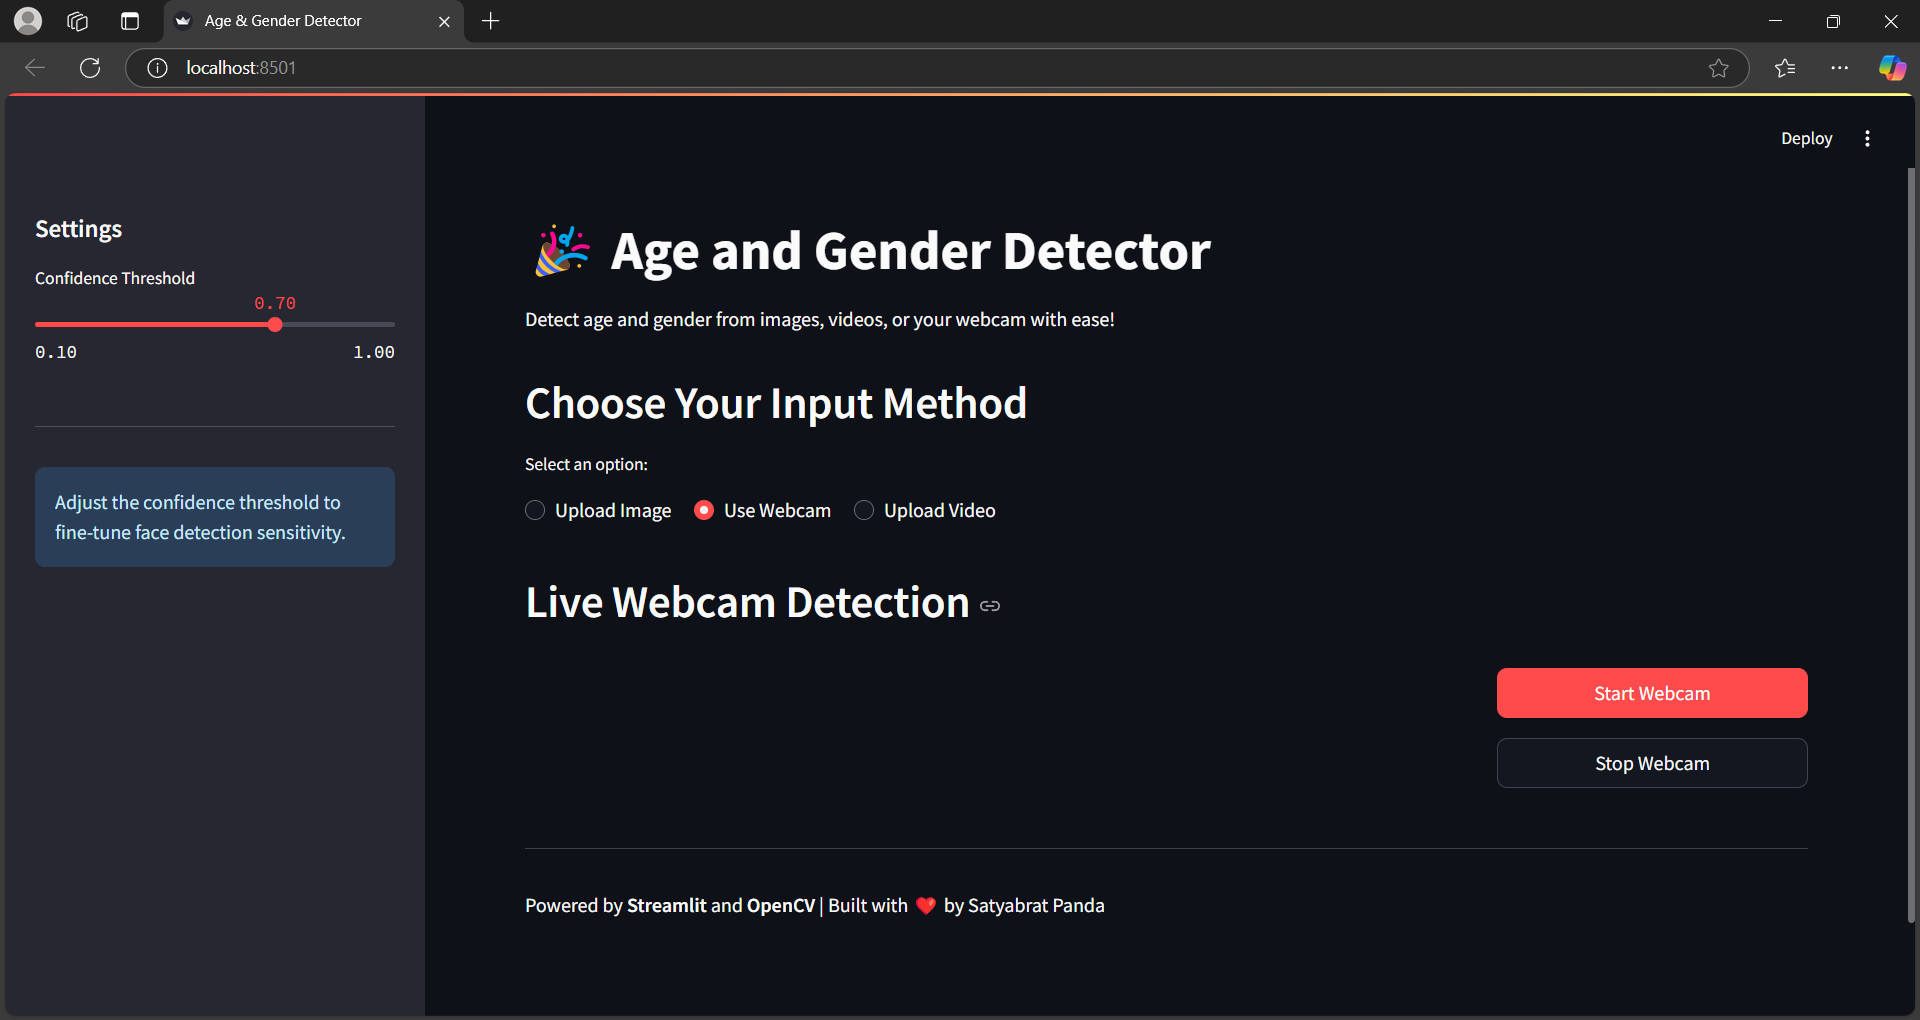 Age & Gender Detector
localhost:8501
Deploy
Settings
Confidence Threshold
0.70
0.10 1.00
Adjust the confidence threshold to
fine-tune face detection sensitivity.
🎉 Age and Gender Detector
Detect age and gender from images, videos, or your webcam with ease!
Choose Your Input Method
Select an option:
Upload Image Use Webcam Upload Video
Live Webcam Detection
Start Webcam
Stop Webcam
Powered by Streamlit and OpenCV | Built with ❤️ by Satyabrat Panda